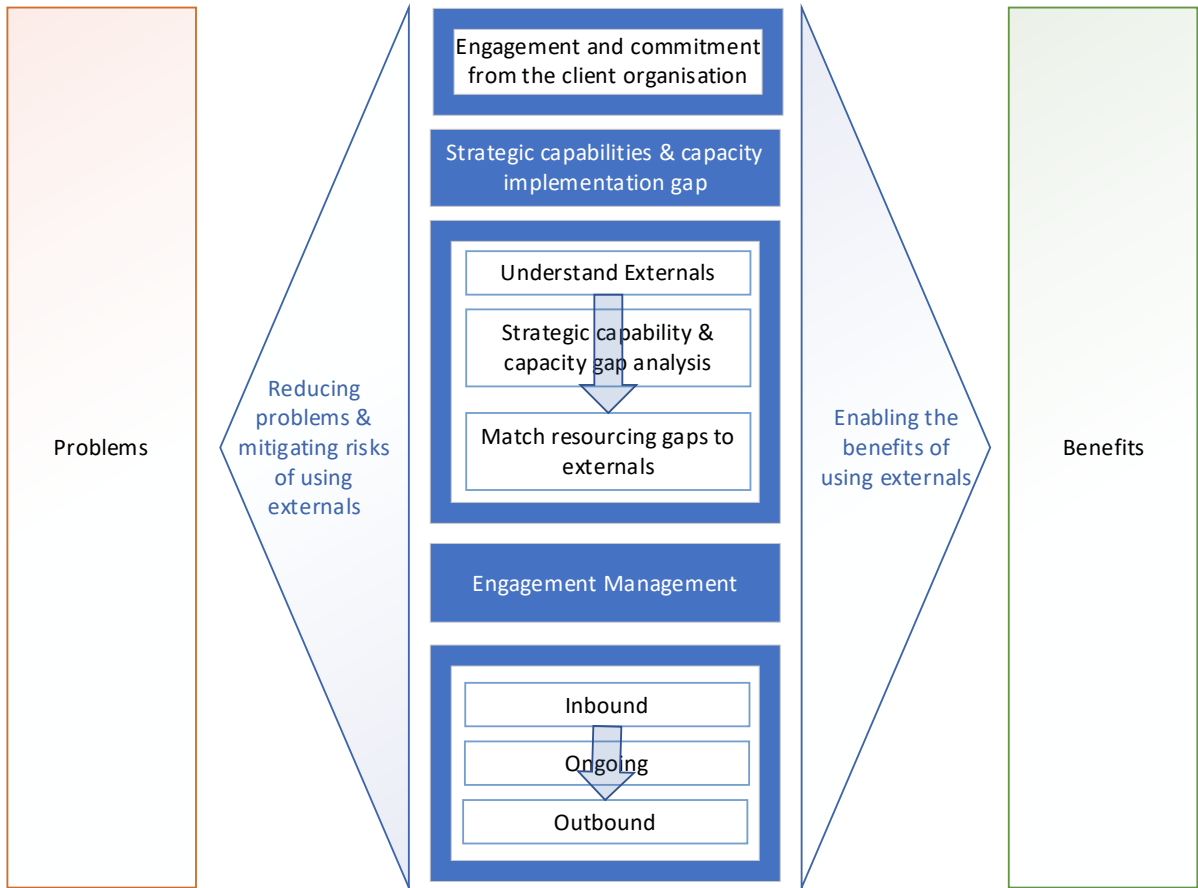 Engagement and commitment
from the client organisation
Strategic capabilities & capacity
implementation gap
Understand Externals
Strategic capability &
capacity gap analysis
Match resourcing gaps to
externals
Engagement Management
Inbound
Ongoing
Outbound
Problems
Reducing
problems &
mitigating risks
of using
externals
Enabling the
benefits of
using externals
Benefits